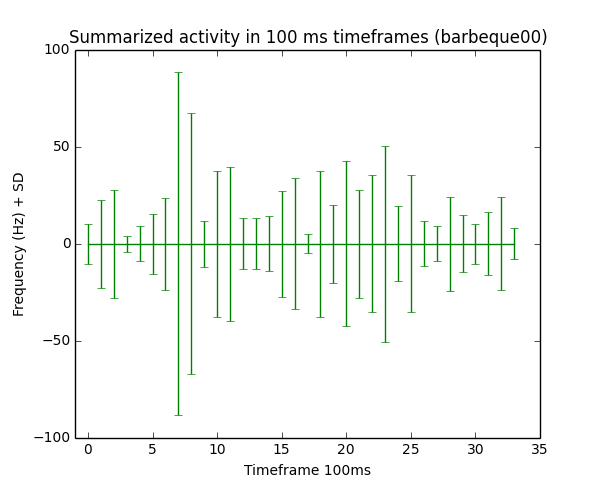 Summarized activity in 100 ms timeframes (barbeque00)
100
50
0
−50
−100
Frequency (Hz) + SD
0 5 10 15 20 25 30 35
Timeframe 100ms